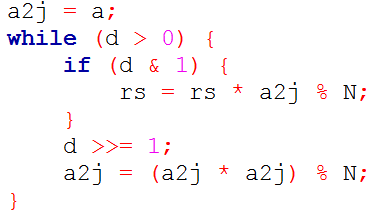 a2j = a;
while (d > 0) {
    if (d & 1) {
        rs = rs * a2j % N;
    }
    d >>= 1;
    a2j = (a2j * a2j) % N;
}